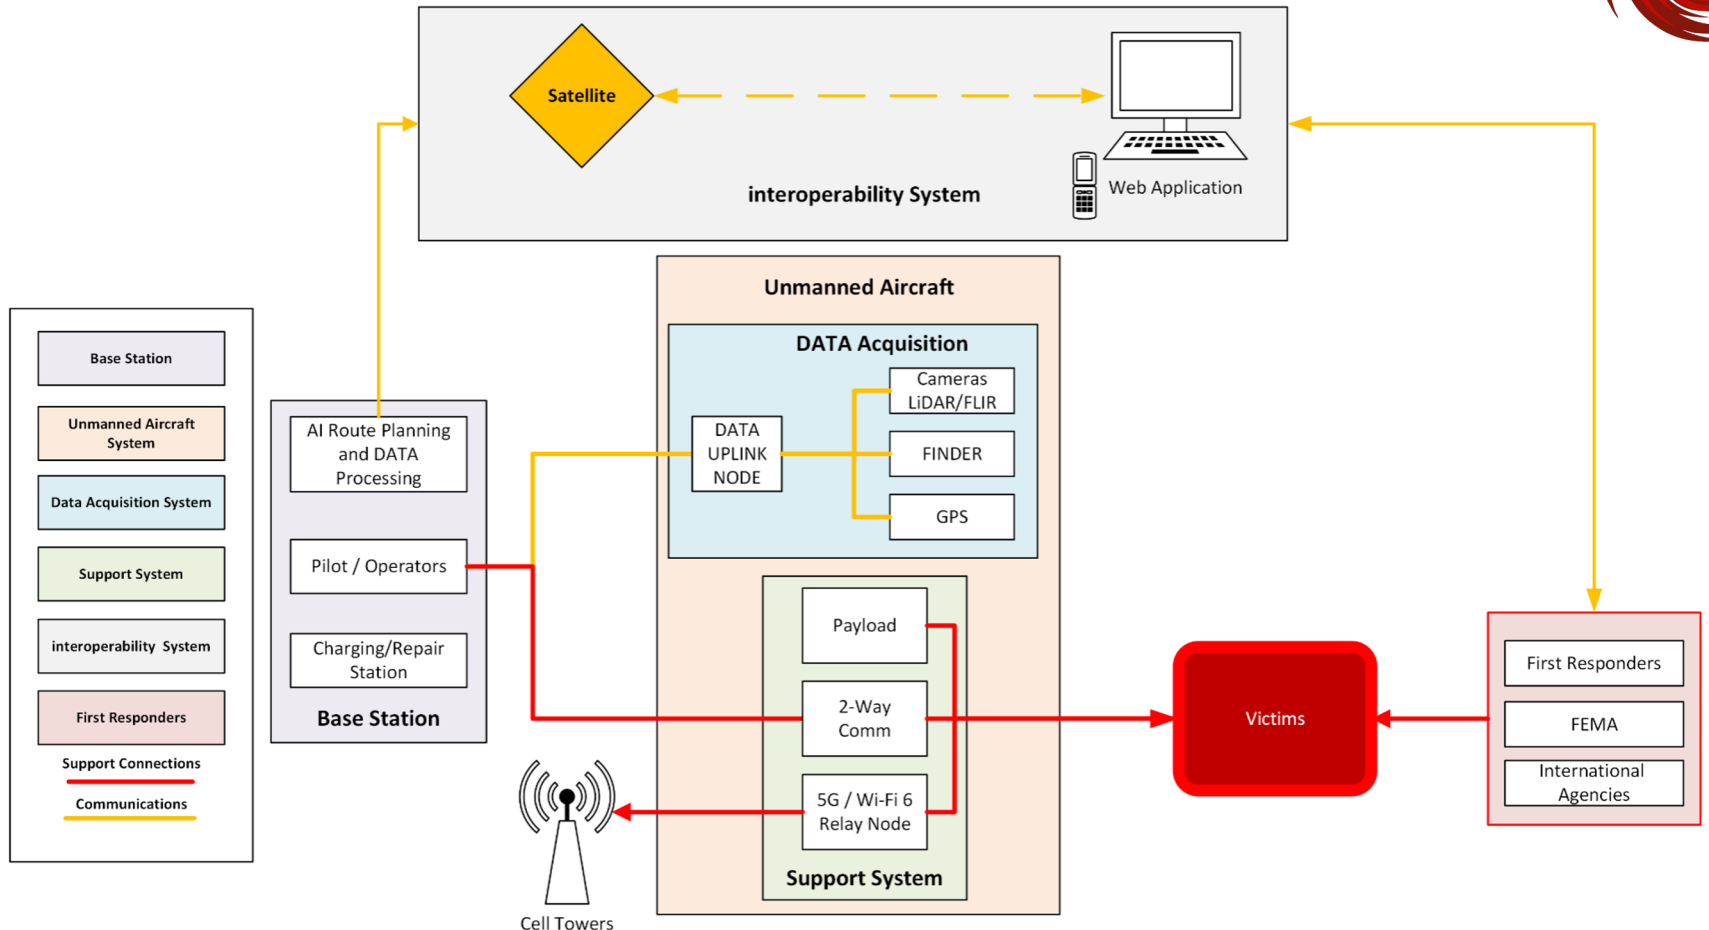 Satellite
interoperability System
Web Application
Base Station
Unmanned Aircraft
System
Data Acquisition System
Support System
interoperability System
First Responders
Support Connections
Communications
AI Route Planning
and DATA
Processing
Pilot / Operators
Charging/Repair
Station
Base Station
Cell Towers
Unmanned Aircraft
DATA Acquisition
DATA
UPLINK
NODE
Cameras
LiDAR/FLIR
FINDER
GPS
Payload
2-Way
Comm
5G / Wi-Fi 6
Relay Node
Support System
Victims
First Responders
FEMA
International
Agencies